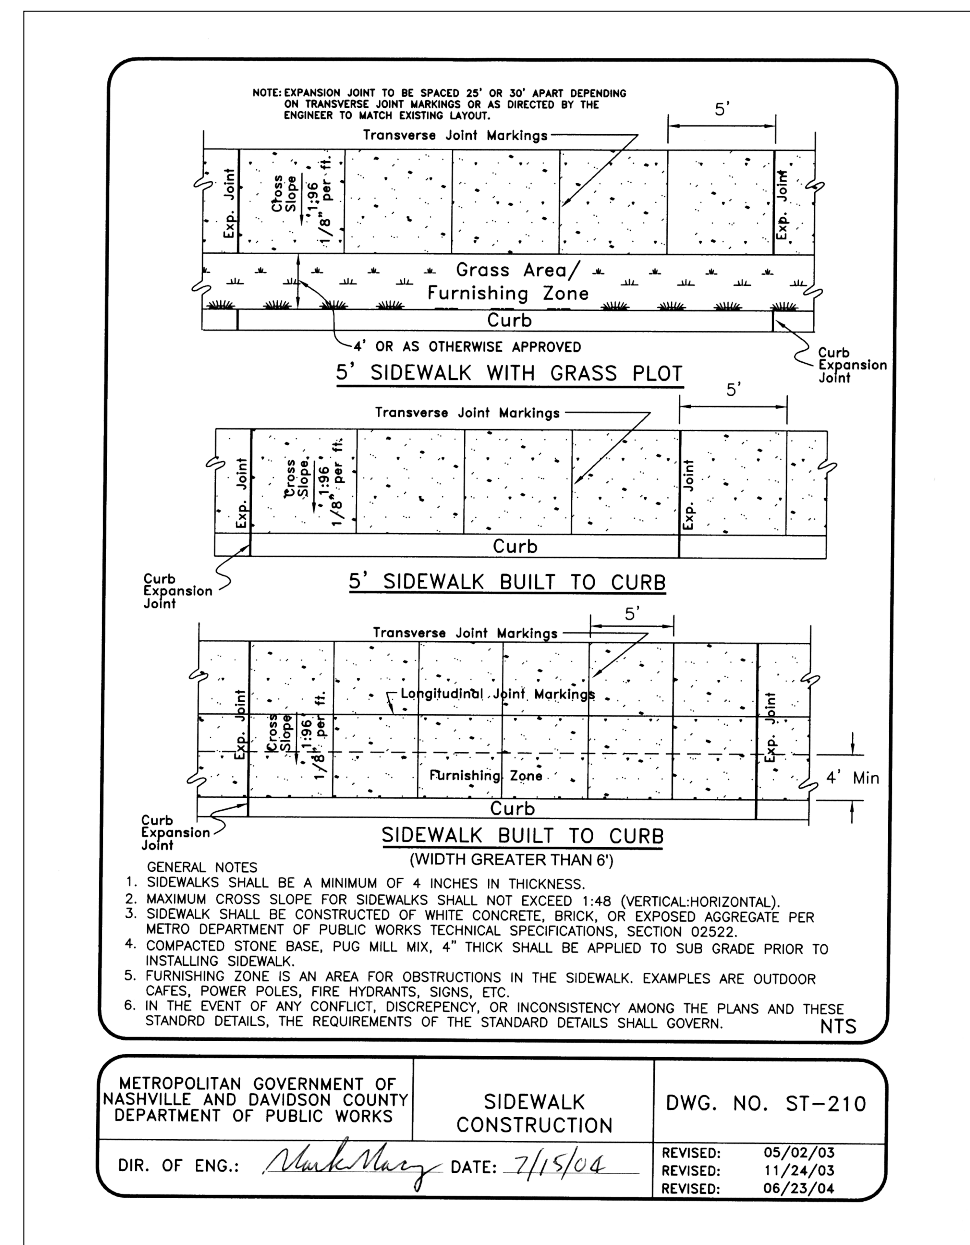 NOTE: EXPANSION JOINT TO BE SPACED 25' OR 30' APART DEPENDING
ON TRANSVERSE JOINT MARKINGS OR AS DIRECTED BY THE
ENGINEER TO MATCH EXISTING LAYOUT.
5'
Transverse Joint Markings
Exp. Joint
Cross
Slope
1:96
1/8" per ft.
Exp. Joint
Grass Area/
Furnishing Zone
Curb
4' OR AS OTHERWISE APPROVED
Curb
Expansion
Joint
5' SIDEWALK WITH GRASS PLOT
5'
Transverse Joint Markings
Exp. Joint
Cross
Slope
1:96
1/8" per ft.
Exp. Joint
Curb
Curb
Expansion
Joint
5' SIDEWALK BUILT TO CURB
5'
Transverse Joint Markings
Longitudinal Joint Markings
Exp. Joint
Cross
Slope
1:96
1/8" per ft.
Exp. Joint
Furnishing Zone
4' Min
Curb
Curb
Expansion
Joint
SIDEWALK BUILT TO CURB
(WIDTH GREATER THAN 6')
GENERAL NOTES
1. SIDEWALKS SHALL BE A MINIMUM OF 4 INCHES IN THICKNESS.
2. MAXIMUM CROSS SLOPE FOR SIDEWALKS SHALL NOT EXCEED 1:48 (VERTICAL:HORIZONTAL).
3. SIDEWALK SHALL BE CONSTRUCTED OF WHITE CONCRETE, BRICK, OR EXPOSED AGGREGATE PER
METRO DEPARTMENT OF PUBLIC WORKS TECHNICAL SPECIFICATIONS, SECTION 02522.
4. COMPACTED STONE BASE, PUG MILL MIX, 4" THICK SHALL BE APPLIED TO SUB GRADE PRIOR TO
INSTALLING SIDEWALK.
5. FURNISHING ZONE IS AN AREA FOR OBSTRUCTIONS IN THE SIDEWALK. EXAMPLES ARE OUTDOOR
CAFES, POWER POLES, FIRE HYDRANTS, SIGNS, ETC.
6. IN THE EVENT OF ANY CONFLICT, DISCREPENCY, OR INCONSISTENCY AMONG THE PLANS AND THESE
STANDRD DETAILS, THE REQUIREMENTS OF THE STANDARD DETAILS SHALL GOVERN.
NTS
METROPOLITAN GOVERNMENT OF
NASHVILLE AND DAVIDSON COUNTY
DEPARTMENT OF PUBLIC WORKS
SIDEWALK
CONSTRUCTION
DWG. NO. ST-210
DIR. OF ENG.: Mark Macy DATE: 7/15/04
REVISED: 05/02/03
REVISED: 11/24/03
REVISED: 06/23/04